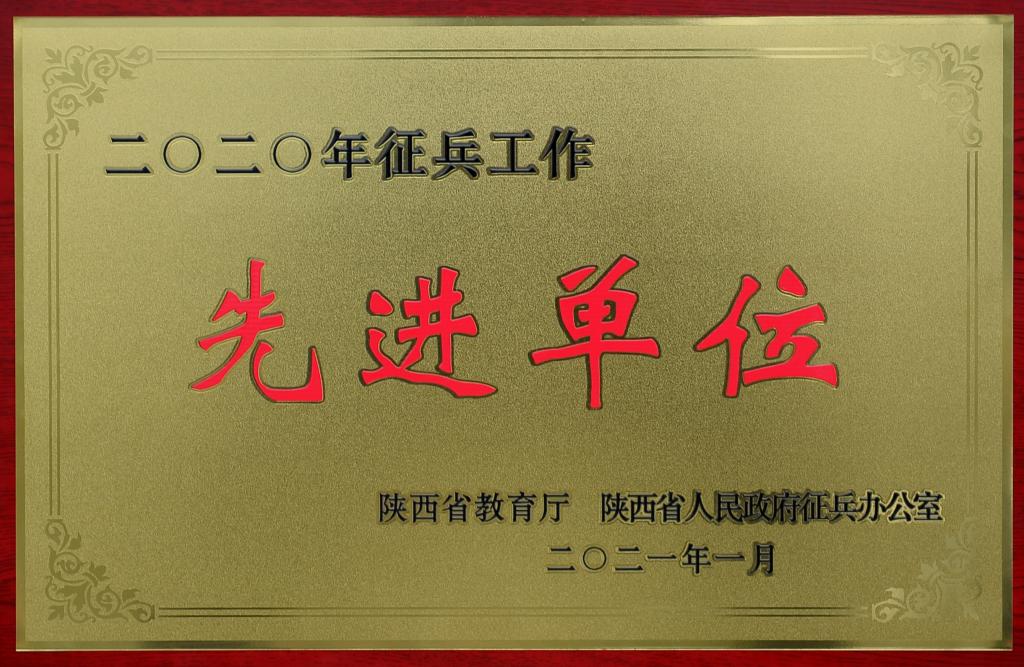 二〇二〇年征兵工作
先进单位
陕西省教育厅 陕西省人民政府征兵办公室
二〇二一年一月